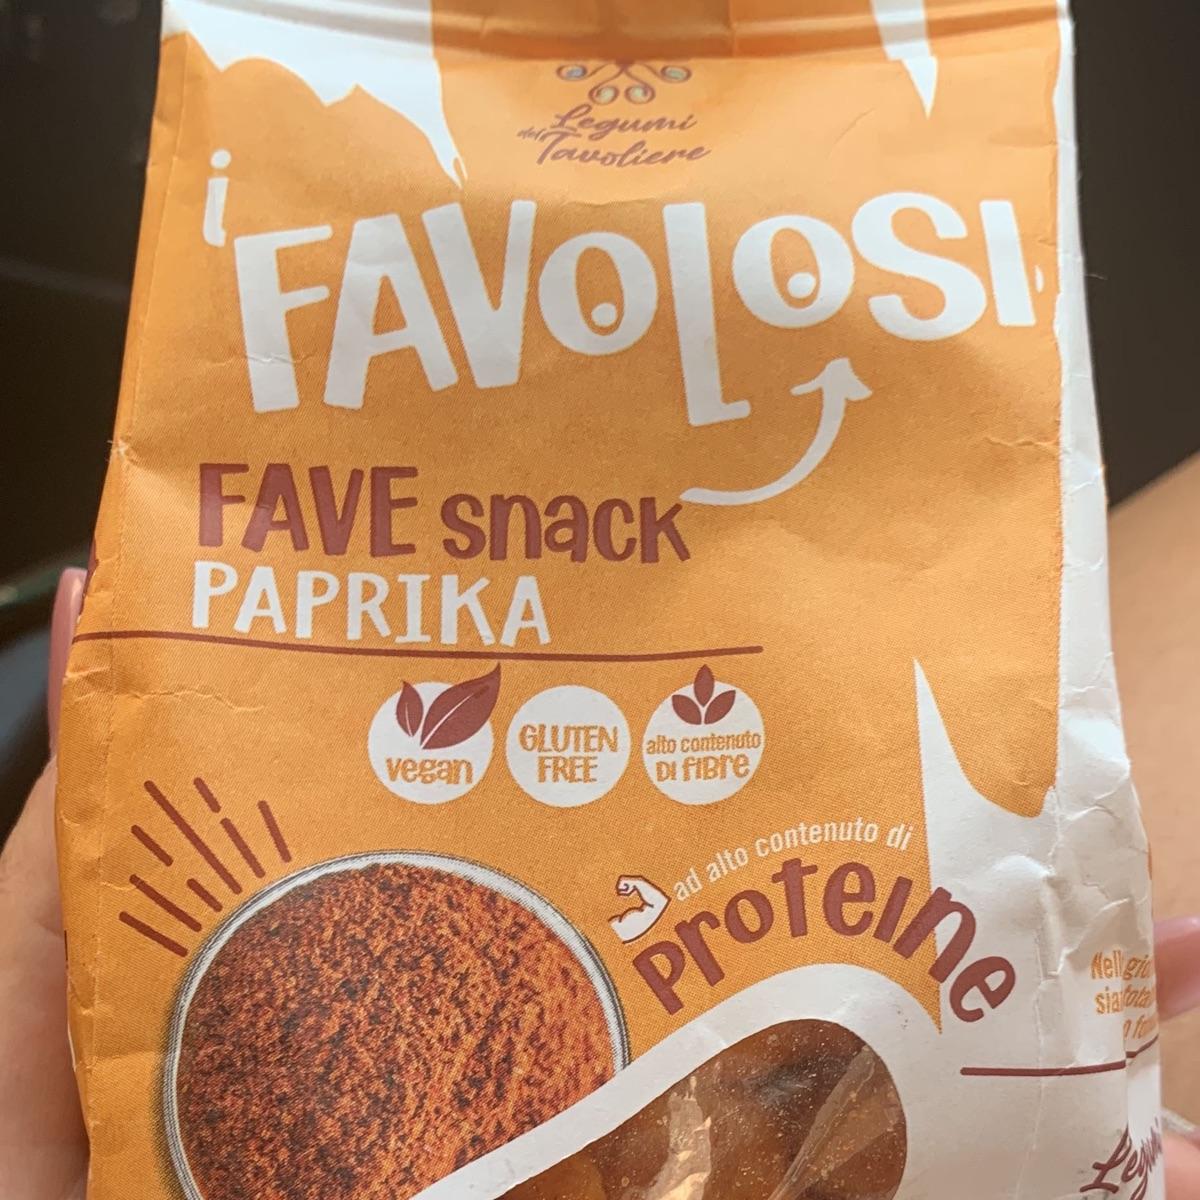 Legumi
del Tavoliere
i FAVOLOSI
FAVE snack
PAPRIKA
vegan
GLUTEN
FREE
alto contenuto
DI FIBRE
ad alto contenuto di
PROTEINE